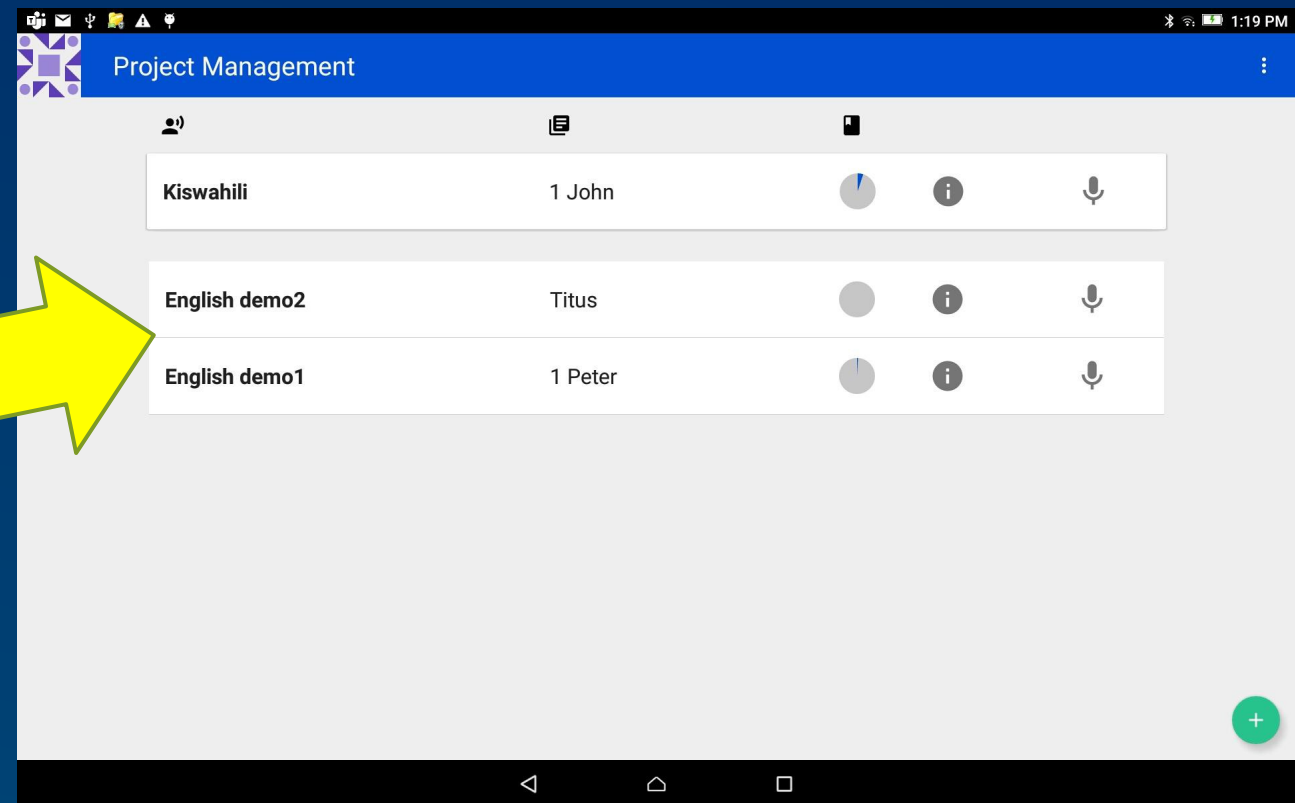 1:19 PM
Project Management
Kiswahili 1 John
English demo2 Titus
English demo1 1 Peter